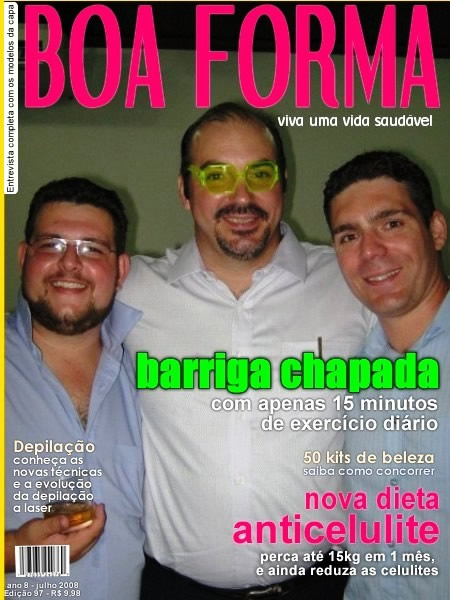 Entrevista completa com os modelos da capa
BOA FORMA
viva uma vida saudável
barriga chapada
com apenas 15 minutos
de exercício diário
Depilação
conheça as
novas técnicas
e a evolução
da depilação
a laser
50 kits de beleza
saiba como concorrer
nova dieta
anticelulite
perca até 15kg em 1 mês,
e ainda reduza as celulites
ano 8 - julho 2008
Edição 97 - R$ 9,98